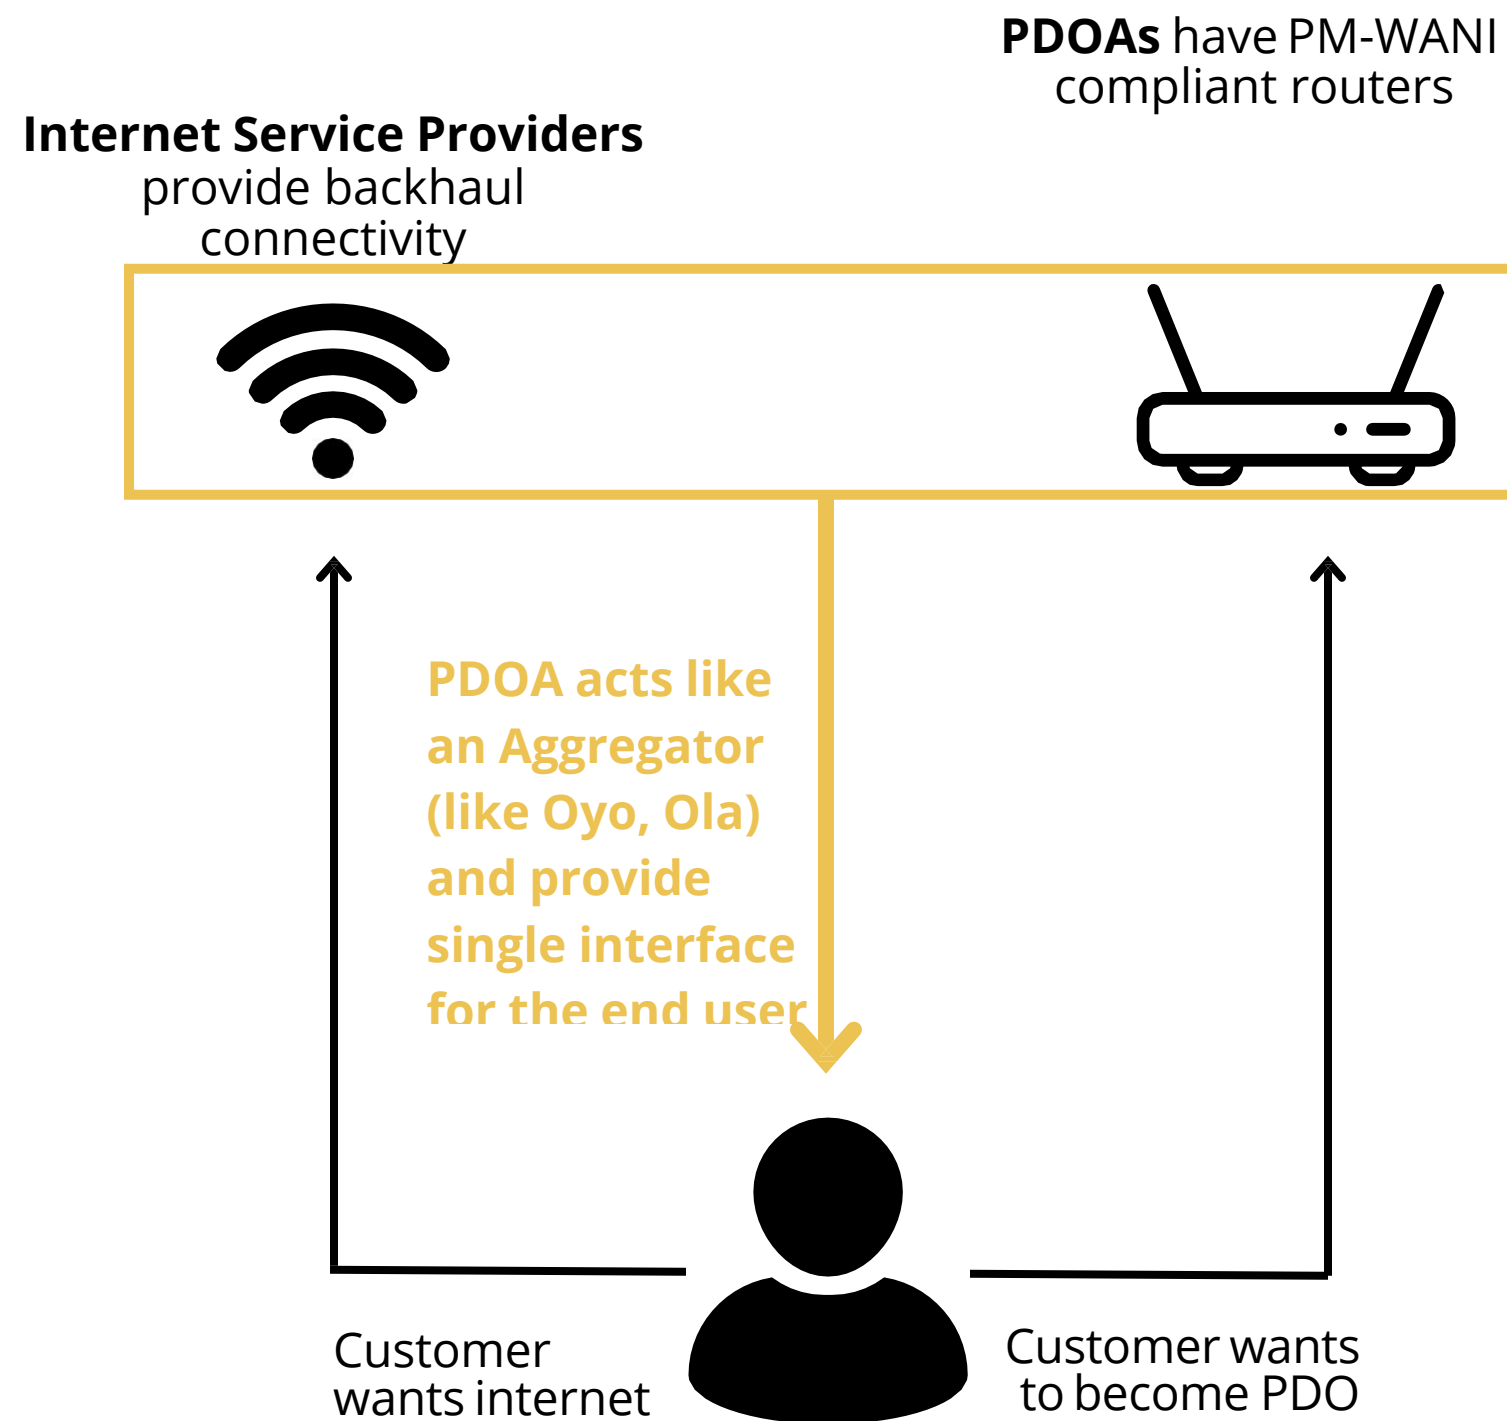 PDOAs have PM-WANI
compliant routers
Internet Service Providers
provide backhaul
connectivity
PDOA acts like
an Aggregator
(like Oyo, Ola)
and provide
single interface
for the end user
Customer
wants internet
Customer wants
to become PDO